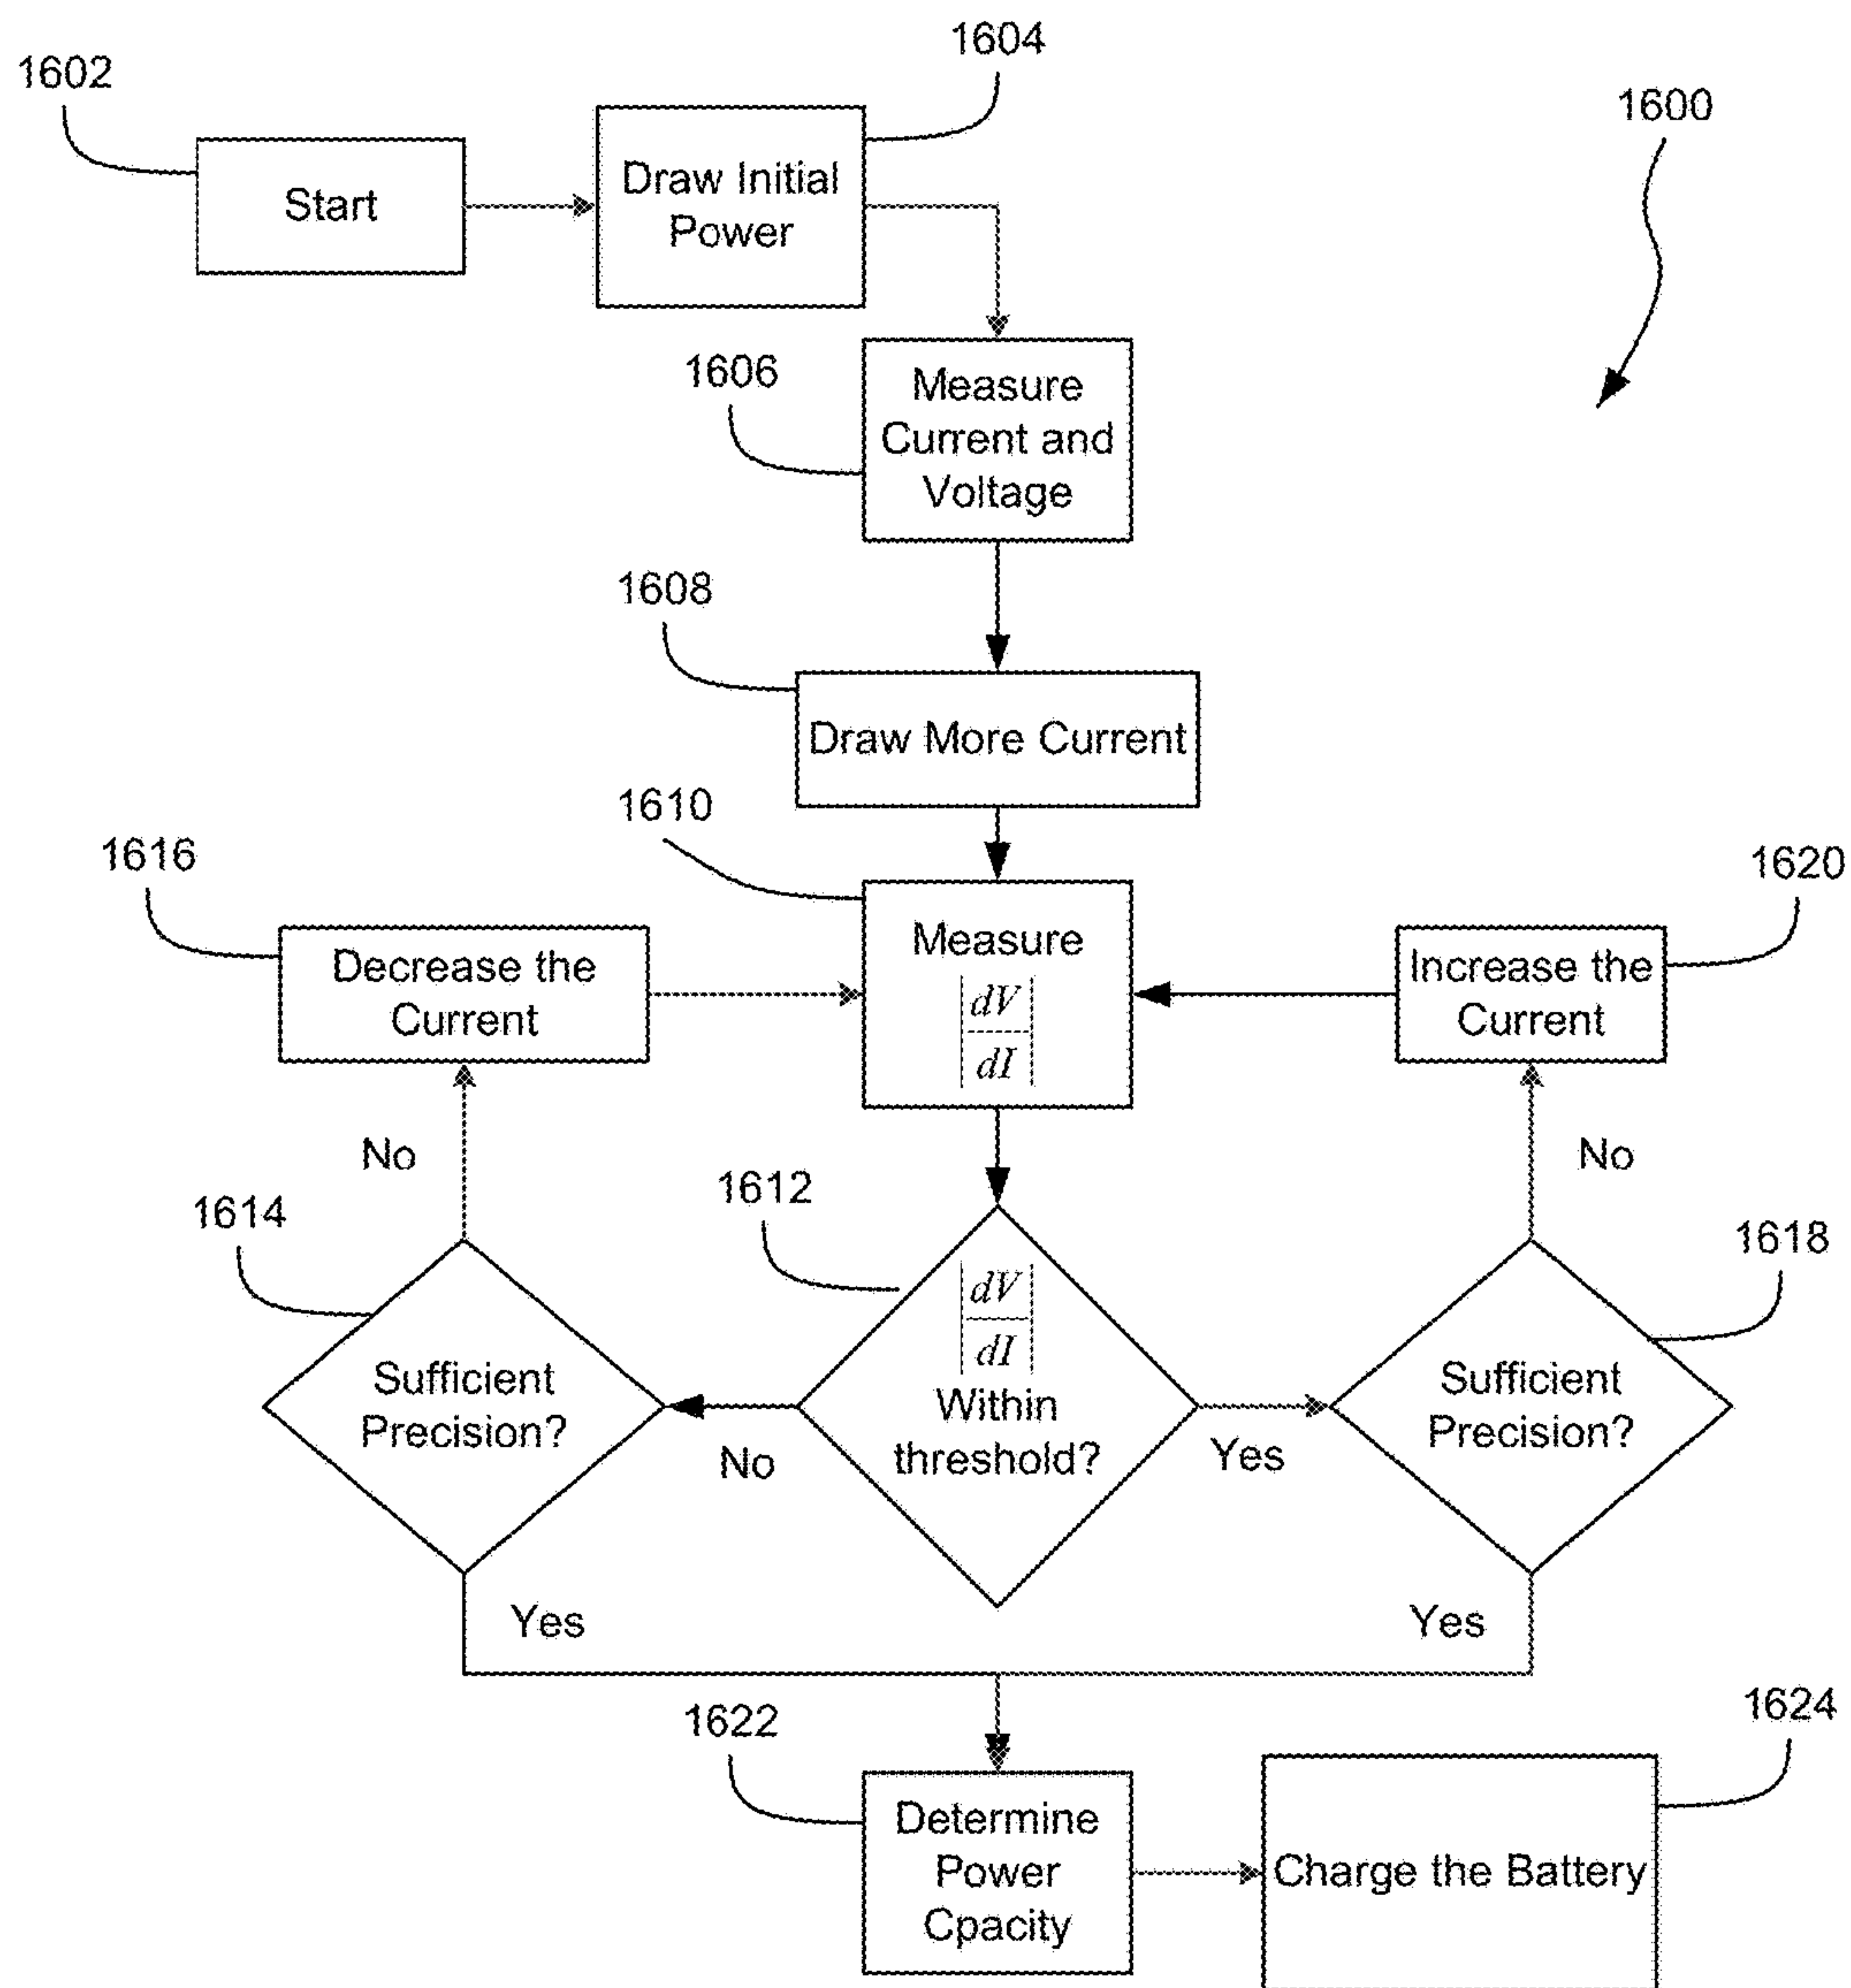 1604
1602
1600
Start
Draw Initial
Power
1606
Measure
Current and
Voltage
1608
Draw More Current
1610
1616
1620
Decrease the
Current
Measure
|dV/dI|
Increase the
Current
No
No
1614
1612
1618
Sufficient
Precision?
|dV/dI|
Within
threshold?
Sufficient
Precision?
No
Yes
Yes
Yes
1622
1624
Determine
Power
Cpacity
Charge the Battery